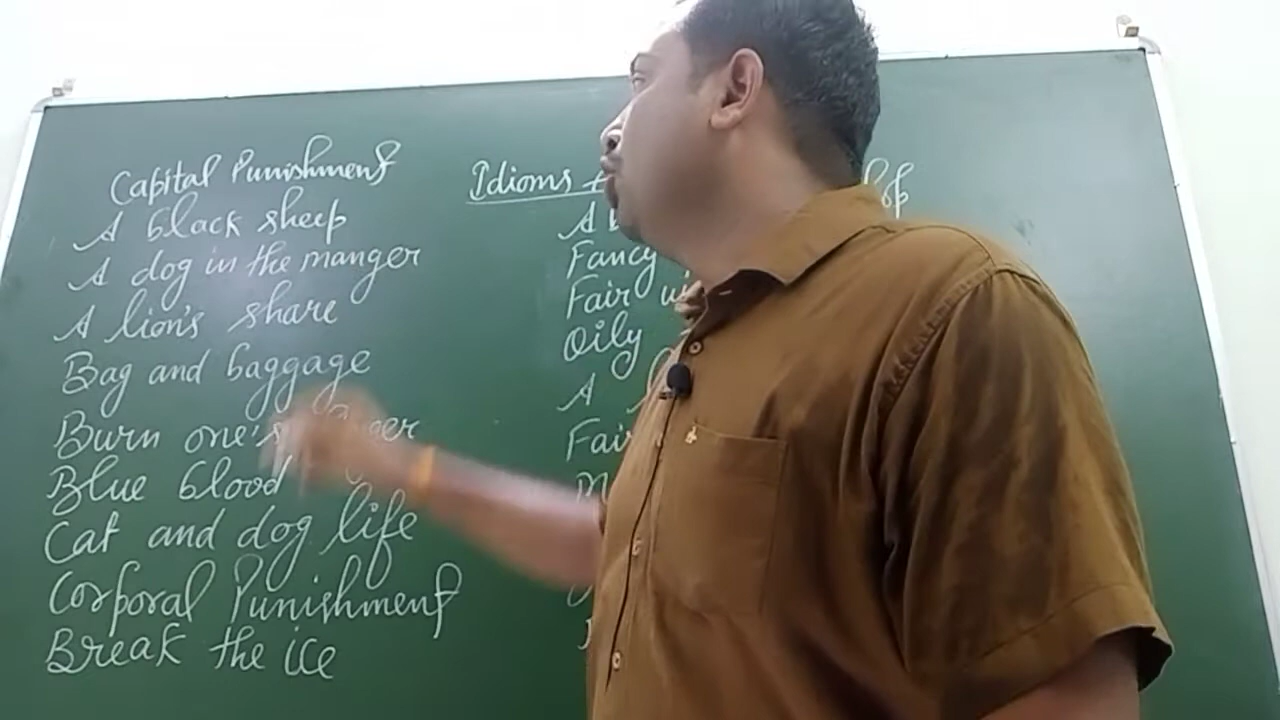 Capital Punishment
A black sheep
A dog in the manger
A lion's share
Bag and baggage
Burn one's
Blue blood
Cat and dog life
Corporal Punishment
Break the ice
Idioms
A
Fancy
Fair
Oily
A
Fair